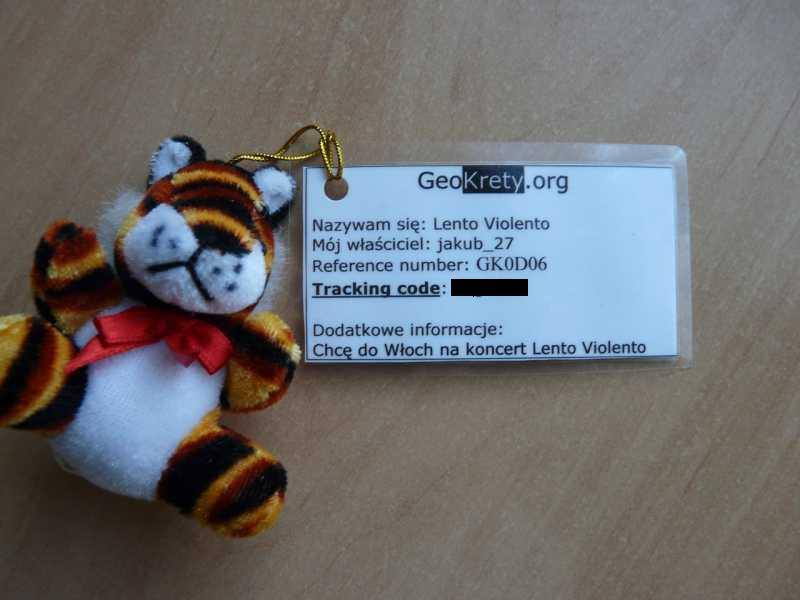 GeoKrety.org
Nazywam się: Lento Violento
Mój właściciel: jakub_27
Reference number: GK0D06
Tracking code:
Dodatkowe informacje:
Chcę do Włoch na koncert Lento Violento